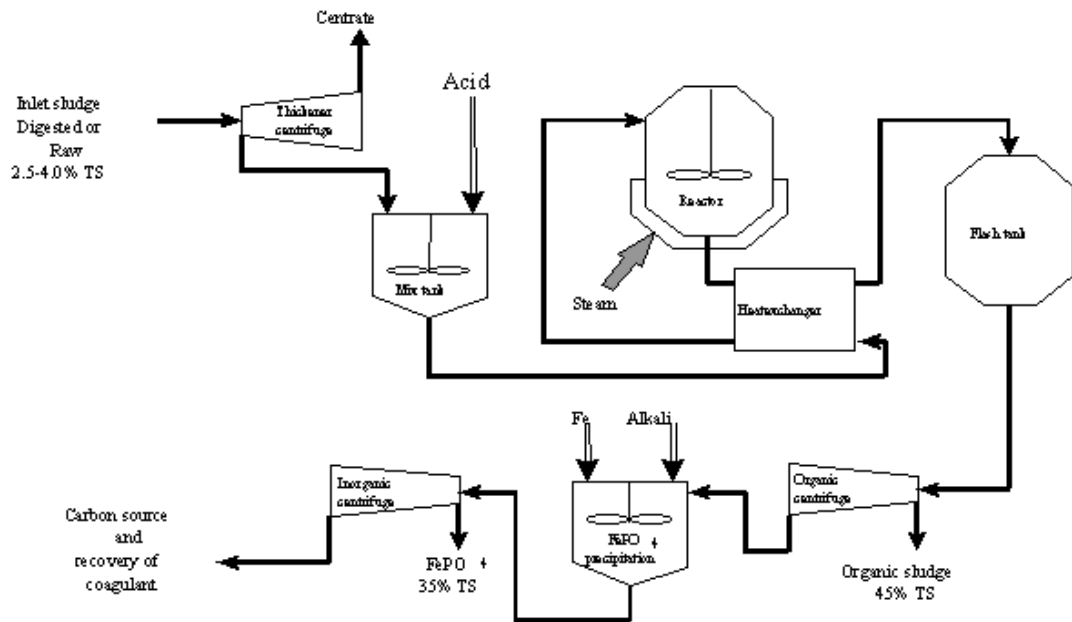 Centrate
Acid
Inlet sludge
Digested or
Raw
2.5-4.0% TS
Thickener
centrifuge
Mix tank
Reactor
Steam
Heatexchanger
Flash tank
Fe
Alkali
Inorganic
centrifuge
FePO 4
precipitation
Organic
centrifuge
Carbon source
and
recovery of
coagulant
FePO 4
35% TS
Organic sludge
45% TS